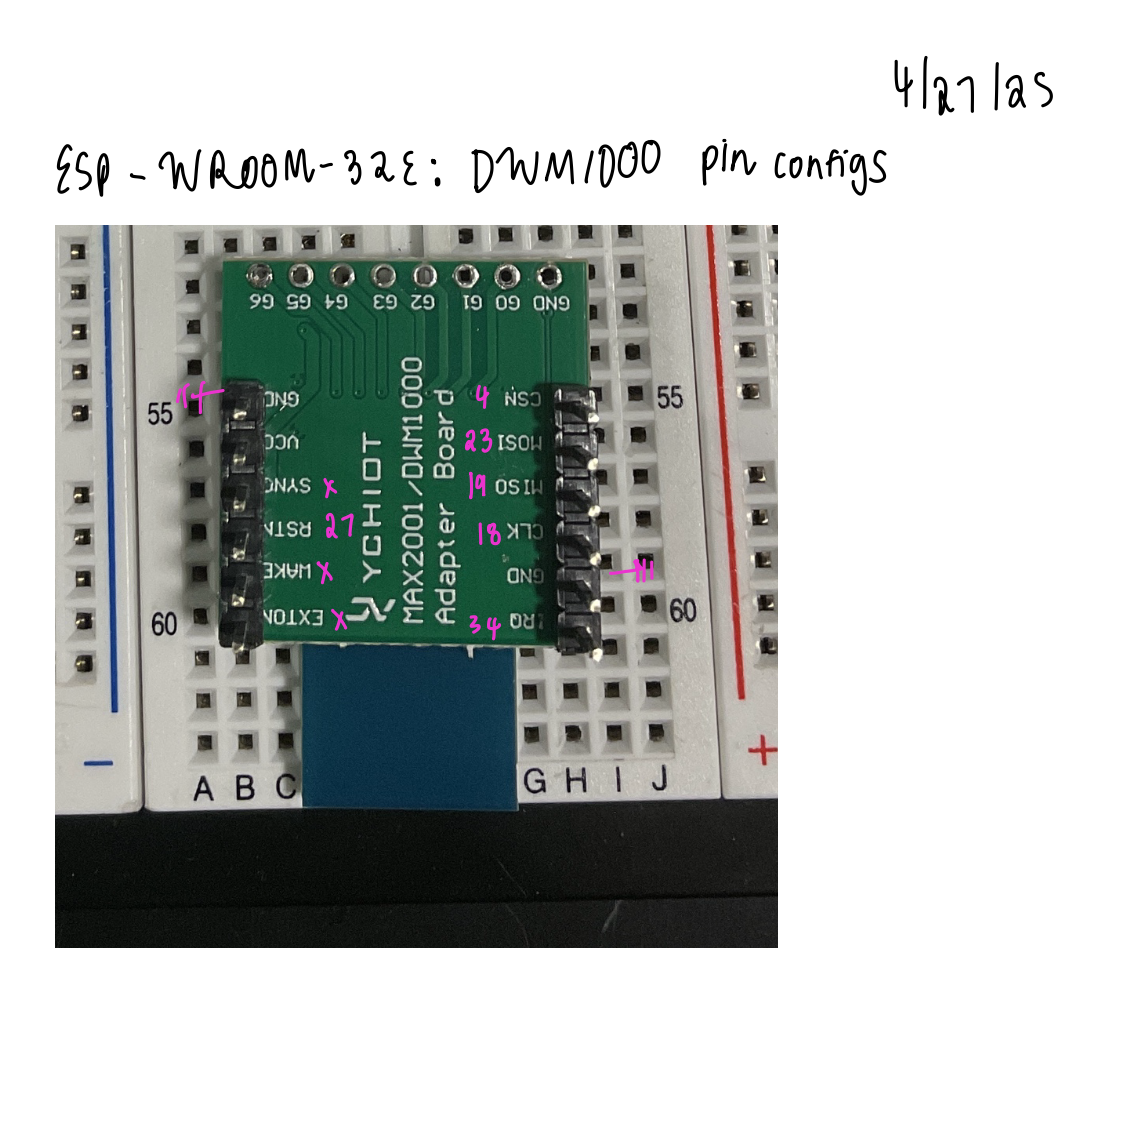 4/27/25
ESP-WROOM-32E: DWM1000 pin configs
G6 G5 G4 G3 G2 G1 G0 GND
GND CSN 4
VCC MOSI 23
SYNC X MISO 19
RSTN 27 CLK 18
WAKE X GND
EXTON X IRQ 34
YCHIOT
MAX2001/DWM1000
Adapter Board
55 55
60 60
A B C G H I J
- +